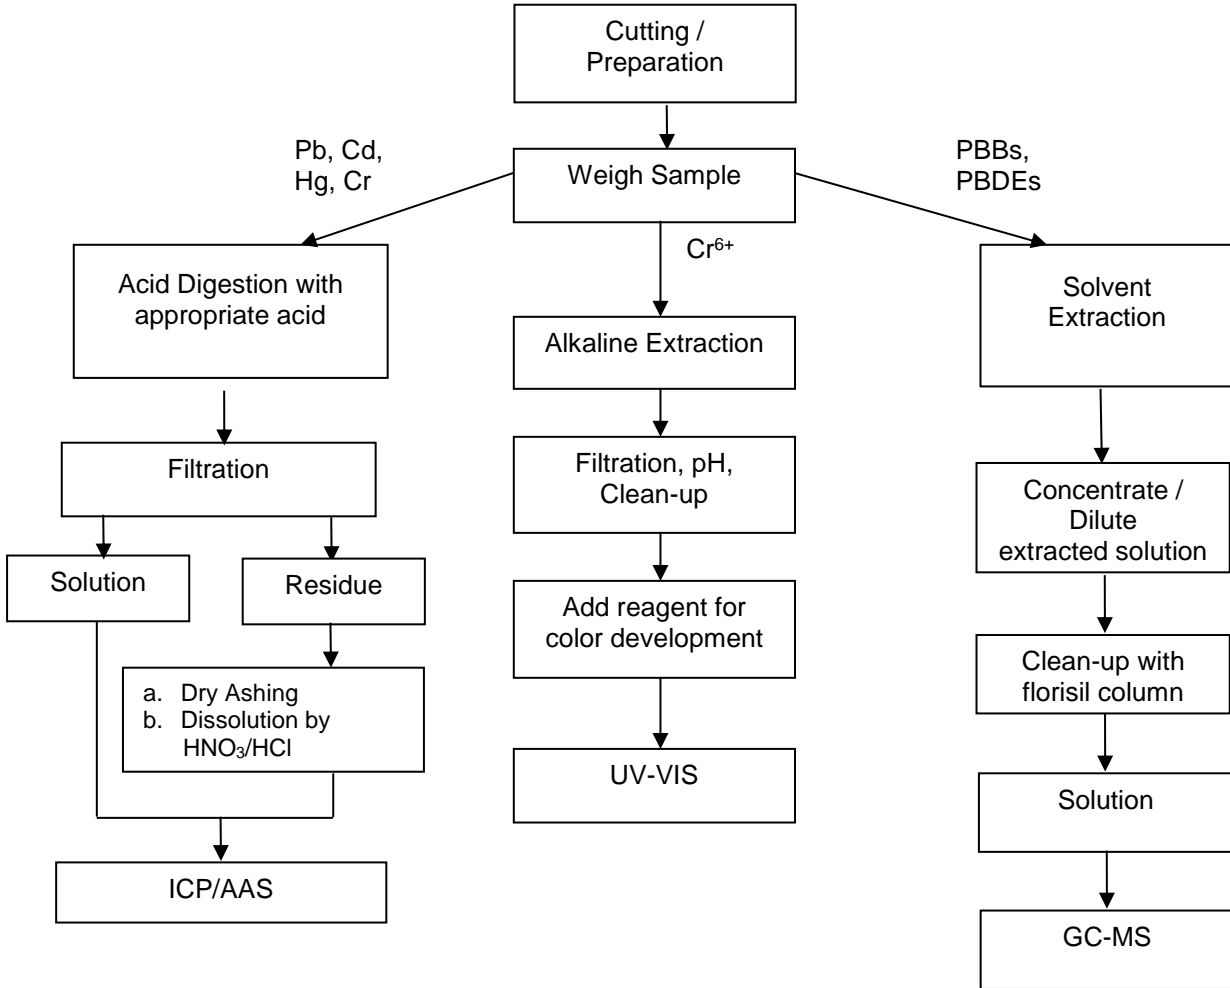 Cutting /
Preparation
Pb, Cd,
Hg, Cr
Weigh Sample
PBBs,
PBDEs
Cr⁶⁺
Acid Digestion with
appropriate acid
Alkaline Extraction
Solvent
Extraction
Filtration
Filtration, pH,
Clean-up
Concentrate /
Dilute
extracted solution
Solution
Residue
Add reagent for
color development
Clean-up with
florisil column
a. Dry Ashing
b. Dissolution by
HNO₃/HCl
UV-VIS
Solution
ICP/AAS
GC-MS